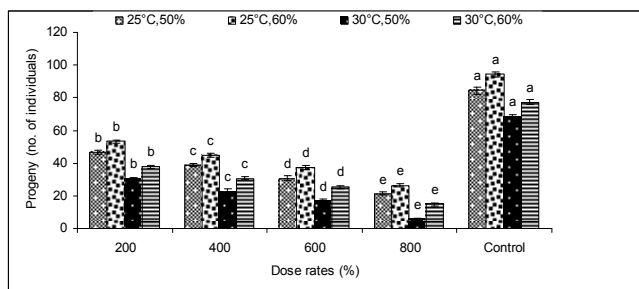 25°C,50% 25°C,60% 30°C,50% 30°C,60%
120
100
80
60
40
20
0
Progeny (no. of individuals)
b b b b
c c c c
d d d d
e e e e
a a a a
200 400 600 800 Control
Dose rates (%)